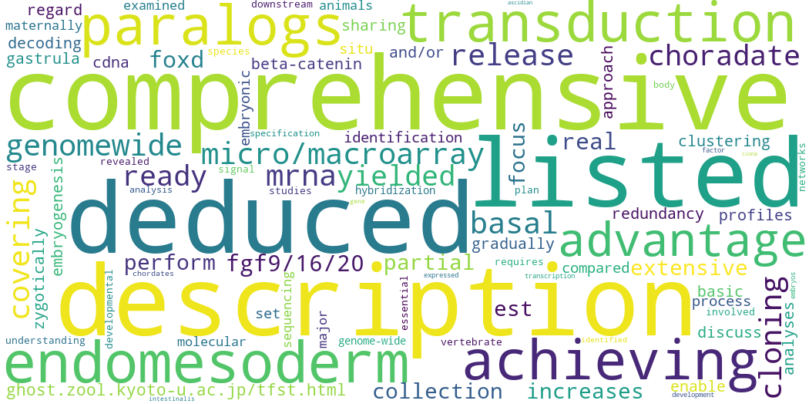 regard examined downstream animals ascidian
maternally paralogs sharing transduction
decoding species
gastrula cdna foxd situ and/or release choradate
beta-catenin approach
comprehensive
embryonic body
specification
genomewide identification focus real clustering
micro/macroarray listed factor
stage revealed ready mrna yielded ciona networks
signal plan
analysis studies hybridization
covering embryogenesis deduced gene basal redundancy profiles
zygotically gradually advantage
perform fgf9/16/20 partial requires compared extensive
chordates expressed transcription
developmental description basic
set sequencing essential est process involved
major discuss analyses embryos
understanding molecular genome-wide vertebrate identified
endomesoderm achieving cloning
enable
ghost.zool.kyoto-u.ac.jp/tfst.html collection increases development
intestinalis